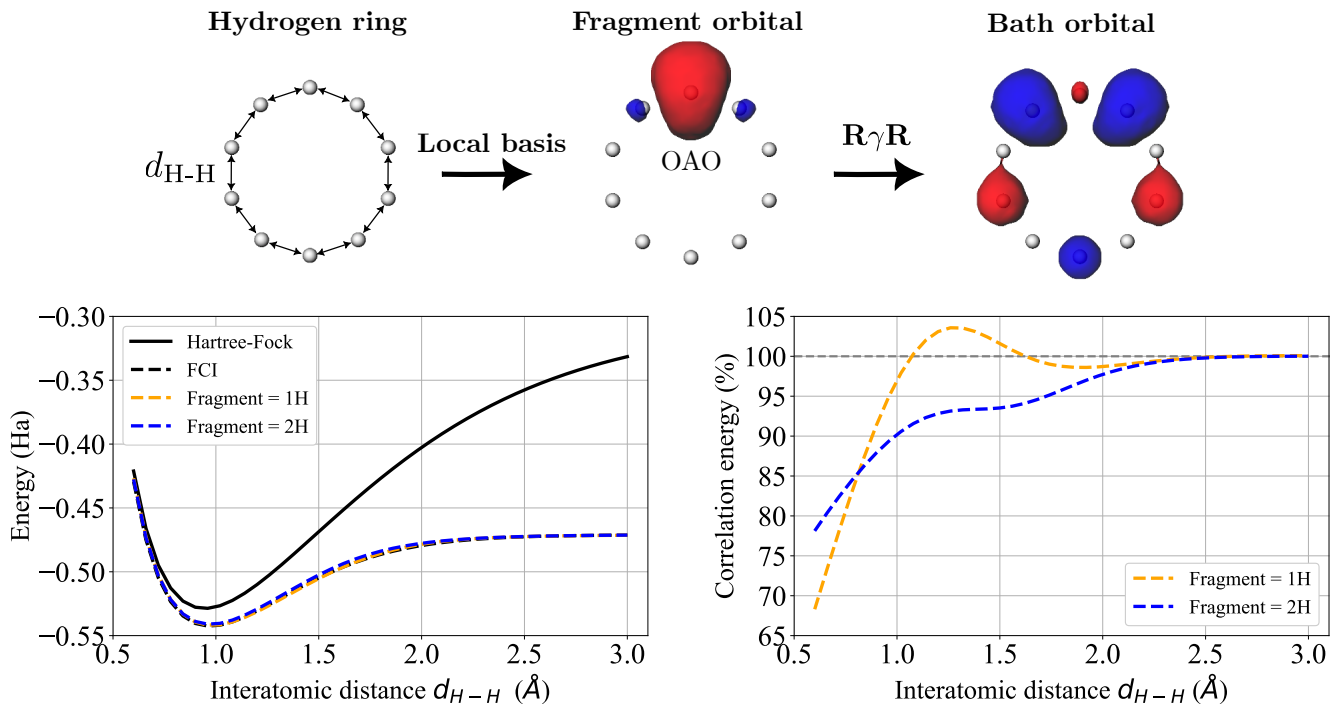 Hydrogen ring
Fragment orbital
Bath orbital
d_H-H
Local basis
OAO
RγR
−0.30
−0.35
−0.40
−0.45
−0.50
−0.55
Energy (Ha)
Hartree-Fock
FCI
Fragment = 1H
Fragment = 2H
0.5 1.0 1.5 2.0 2.5 3.0
Interatomic distance d_{H−H} (Å)
105
100
95
90
85
80
75
70
65
Correlation energy (%)
Fragment = 1H
Fragment = 2H
0.5 1.0 1.5 2.0 2.5 3.0
Interatomic distance d_{H−H} (Å)